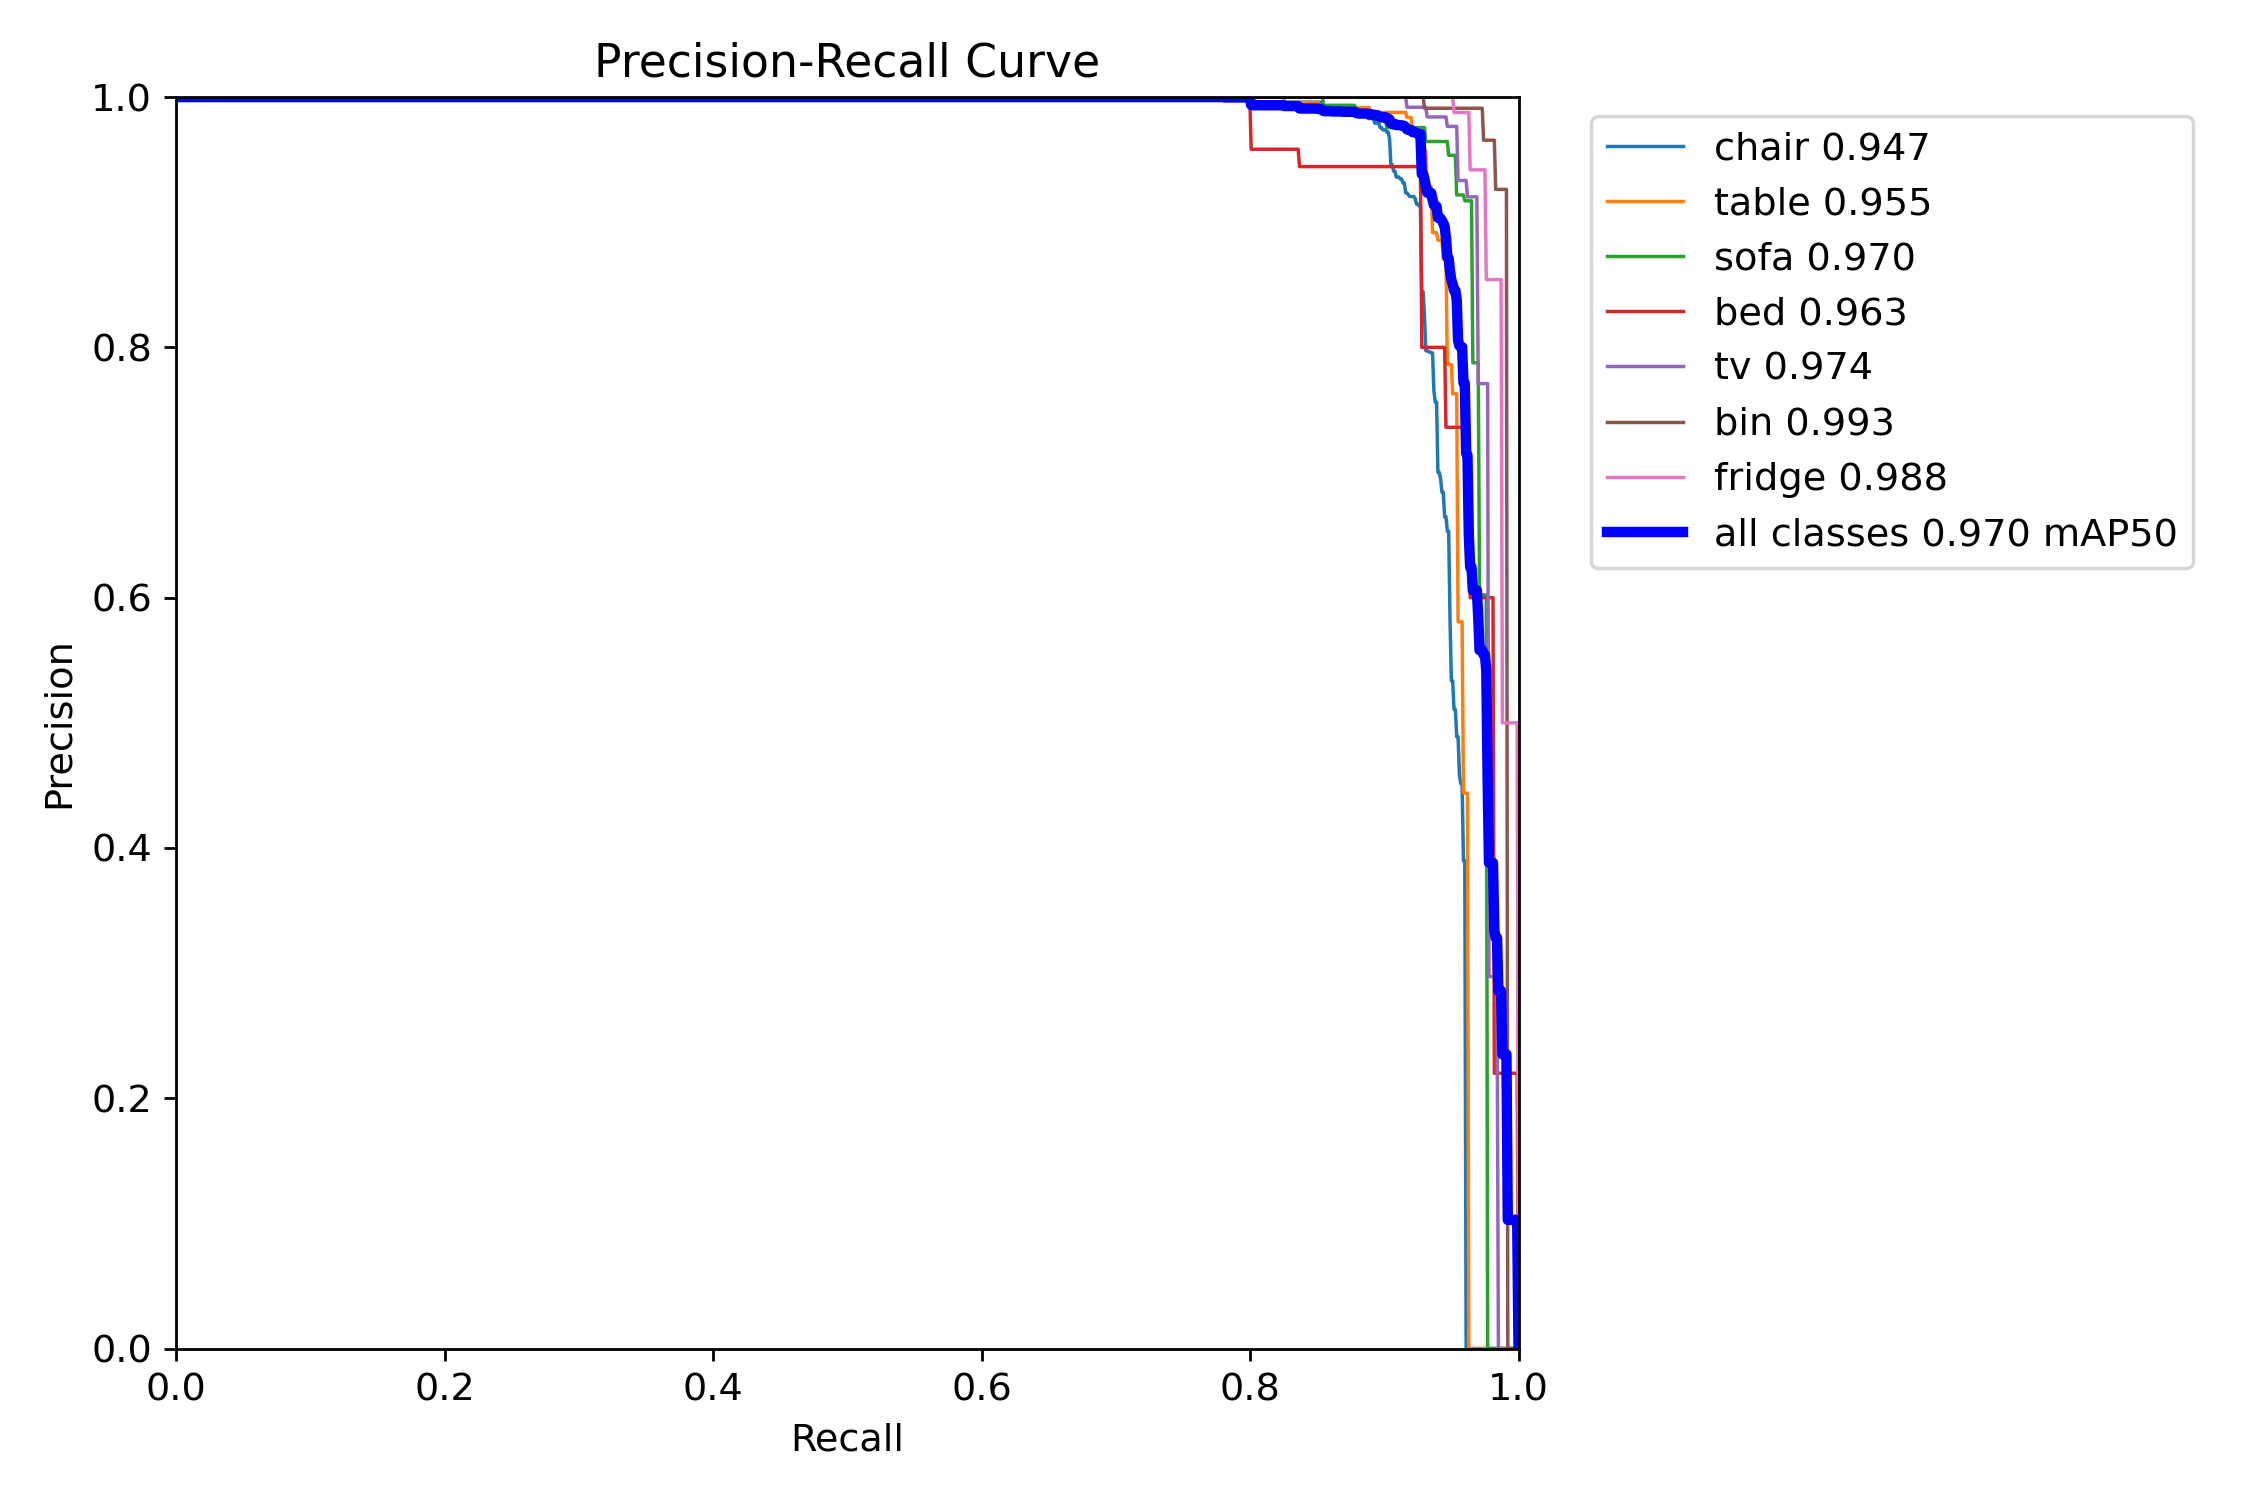 Precision-Recall Curve
1.0
0.8
0.6
0.4
0.2
0.0
Precision
0.0 0.2 0.4 0.6 0.8 1.0
Recall
chair 0.947
table 0.955
sofa 0.970
bed 0.963
tv 0.974
bin 0.993
fridge 0.988
all classes 0.970 mAP50